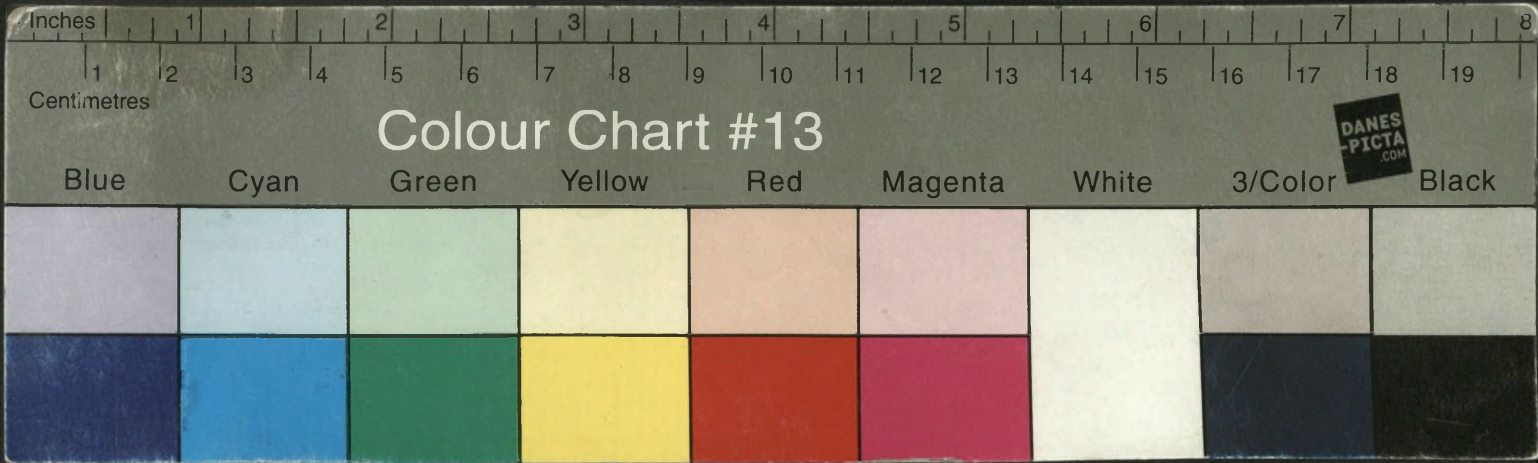 Inches 1 2 3 4 5 6 7 8
1 2 3 4 5 6 7 8 9 10 11 12 13 14 15 16 17 18 19
Centimetres
Colour Chart #13
DANES
-PICTA
.COM
Blue Cyan Green Yellow Red Magenta White 3/Color Black